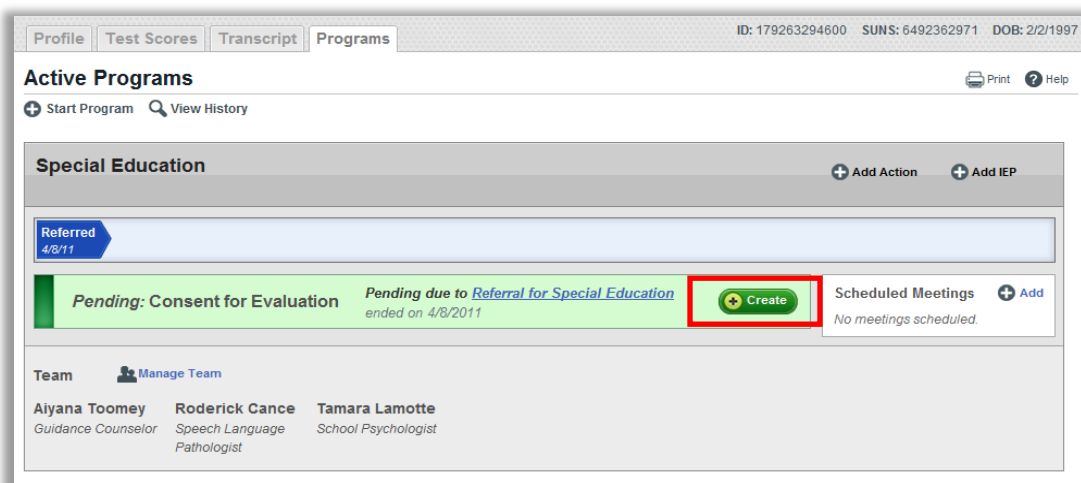 Profile Test Scores Transcript Programs ID: 179263294600 SUNS: 6492362971 DOB: 2/2/1997
Active Programs Print Help
Start Program View History
Special Education Add Action Add IEP
Referred
4/8/11
Pending: Consent for Evaluation
Pending due to Referral for Special Education
ended on 4/8/2011
Create
Scheduled Meetings Add
No meetings scheduled.
Team Manage Team
Aiyana Toomey Roderick Cance Tamara Lamotte
Guidance Counselor Speech Language School Psychologist
Pathologist